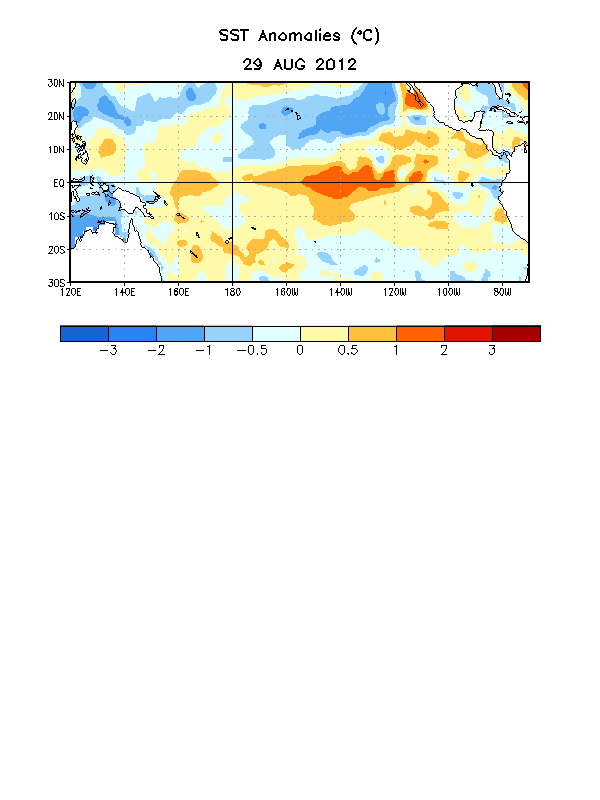 SST Anomalies (°C)
29 AUG 2012
30N
20N
10N
EQ
10S
20S
30S
120E 140E 160E 180 160W 140W 120W 100W 80W
−3 −2 −1 −0.5 0 0.5 1 2 3